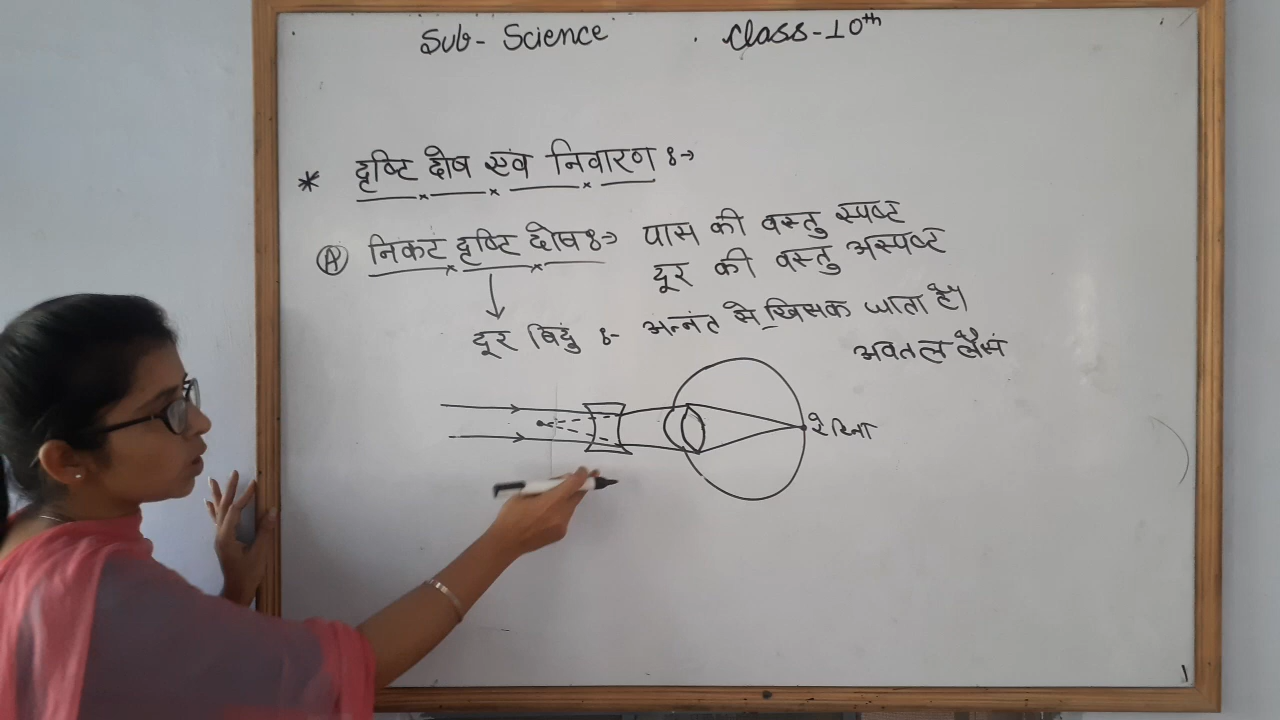 Sub- Science . Class-10th
* दृष्टि दोष एवं निवारण :→
Ⓐ निकट दृष्टि दोष :→ पास की वस्तु स्पष्ट
दूर की वस्तु अस्पष्ट
दूर बिंदु :- अन्नंत से खिसक जाता है।
अवतल लैंस
रेटिना